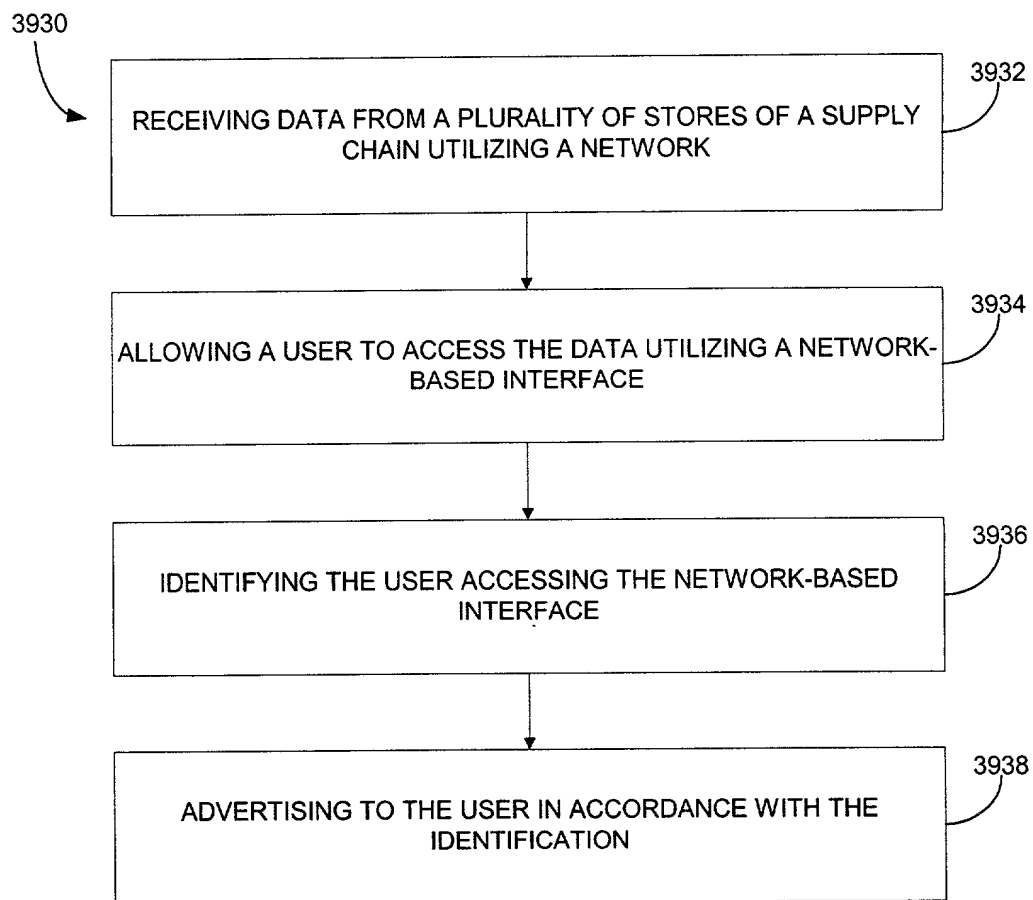 3930
3932
RECEIVING DATA FROM A PLURALITY OF STORES OF A SUPPLY
CHAIN UTILIZING A NETWORK
3934
ALLOWING A USER TO ACCESS THE DATA UTILIZING A NETWORK-
BASED INTERFACE
3936
IDENTIFYING THE USER ACCESSING THE NETWORK-BASED
INTERFACE
3938
ADVERTISING TO THE USER IN ACCORDANCE WITH THE
IDENTIFICATION